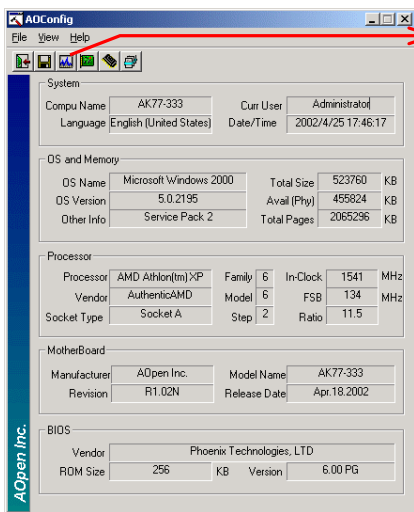 AOConfig
File View Help
System
Compu Name AK77-333 Curr User Administrator
Language English (United States) Date/Time 2002/4/25 17:46:17
OS and Memory
OS Name Microsoft Windows 2000 Total Size 523760 KB
OS Version 5.0.2195 Avail (Phy) 455824 KB
Other Info Service Pack 2 Total Pages 2065296 KB
Processor
Processor AMD Athlon(tm) XP Family 6 In-Clock 1541 MHz
Vendor AuthenticAMD Model 6 FSB 134 MHz
Socket Type Socket A Step 2 Ratio 11.5
MotherBoard
Manufacturer AOpen Inc. Model Name AK77-333
Revision R1.02N Release Date Apr.18.2002
BIOS
Vendor Phoenix Technologies, LTD
ROM Size 256 KB Version 6.00 PG
AOpen Inc.